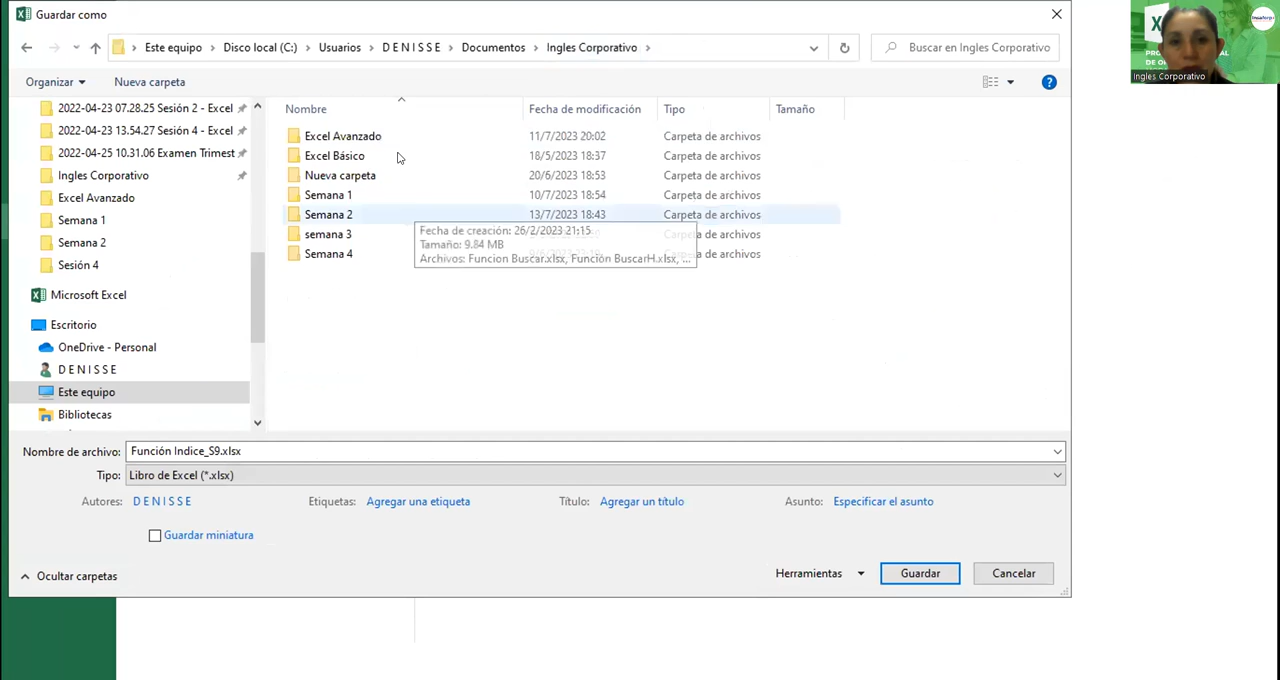 Guardar como
Este equipo > Disco local (C:) > Usuarios > D E N I S S E > Documentos > Ingles Corporativo >
Buscar en Ingles Corporativo
Ingles Corporativo
Organizar
Nueva carpeta
2022-04-23 07.28.25 Sesión 2 - Excel
2022-04-23 13.54.27 Sesión 4 - Excel
2022-04-25 10.31.06 Examen Trimest
Ingles Corporativo
Excel Avanzado
Semana 1
Semana 2
Sesión 4
Microsoft Excel
Escritorio
OneDrive - Personal
D E N I S S E
Este equipo
Bibliotecas
Nombre Fecha de modificación Tipo Tamaño
Excel Avanzado 11/7/2023 20:02 Carpeta de archivos
Excel Básico 18/5/2023 18:37 Carpeta de archivos
Nueva carpeta 20/6/2023 18:53 Carpeta de archivos
Semana 1 10/7/2023 18:54 Carpeta de archivos
Semana 2 13/7/2023 18:43 Carpeta de archivos
semana 3 de archivos
Semana 4 de archivos
Fecha de creación: 26/2/2023 21:15
Tamaño: 9.84 MB
Archivos: Funcion Buscar.xlsx, Función BuscarH.xlsx, ...
Nombre de archivo: Función Indice_S9.xlsx
Tipo: Libro de Excel (*.xlsx)
Autores: D E N I S S E Etiquetas: Agregar una etiqueta Título: Agregar un título Asunto: Especificar el asunto
Guardar miniatura
Ocultar carpetas
Herramientas
Guardar
Cancelar